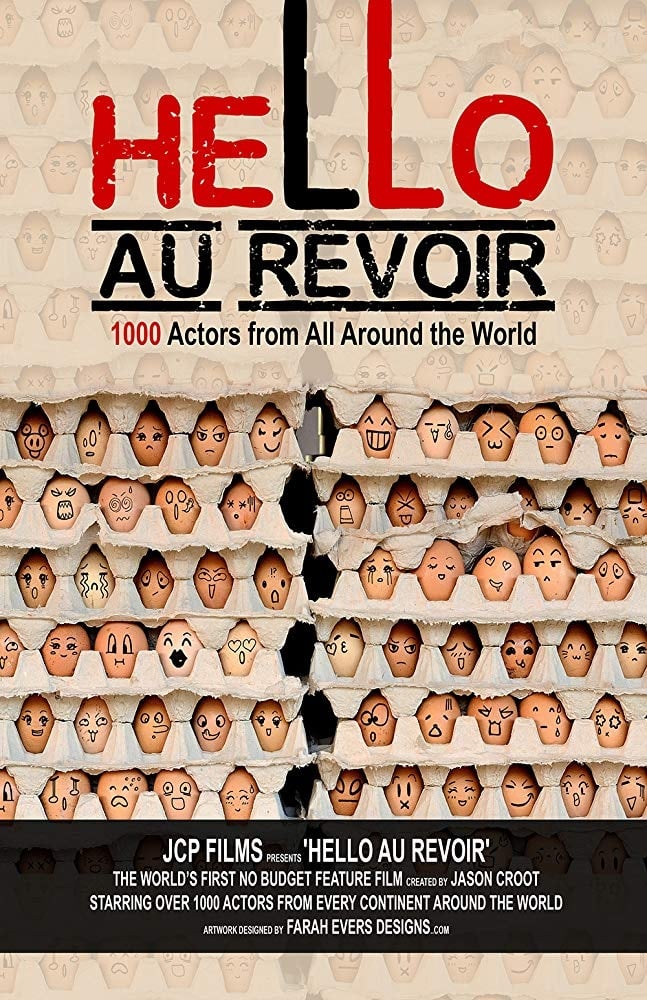 HELLO
AU REVOIR
1000 Actors from All Around the World
JCP FILMS PRESENTS 'HELLO AU REVOIR'
THE WORLD'S FIRST NO BUDGET FEATURE FILM CREATED BY JASON CROOT
STARRING OVER 1000 ACTORS FROM EVERY CONTINENT AROUND THE WORLD
ARTWORK DESIGNED BY FARAH EVERS DESIGNS.COM